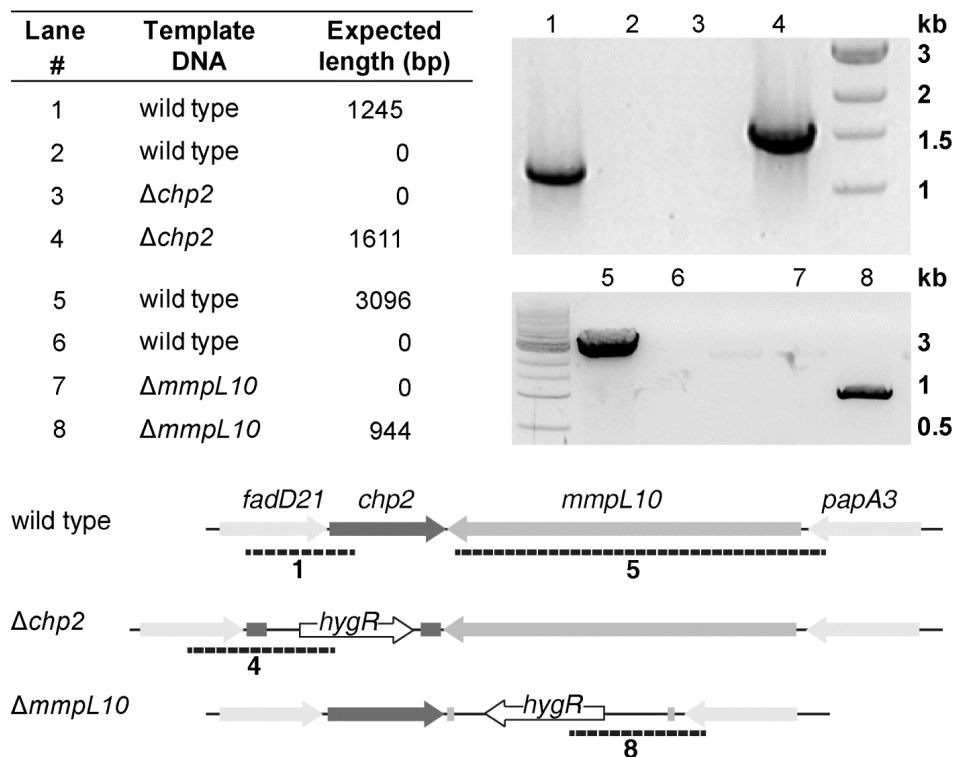 Lane # Template DNA Expected length (bp)
1 wild type 1245
2 wild type 0
3 Δchp2 0
4 Δchp2 1611
5 wild type 3096
6 wild type 0
7 ΔmmpL10 0
8 ΔmmpL10 944
1 2 3 4 kb
3
2
1.5
1
5 6 7 8 kb
3
1
0.5
fadD21 chp2 mmpL10 papA3
wild type
1 5
Δchp2 hygR
4
ΔmmpL10 hygR
8